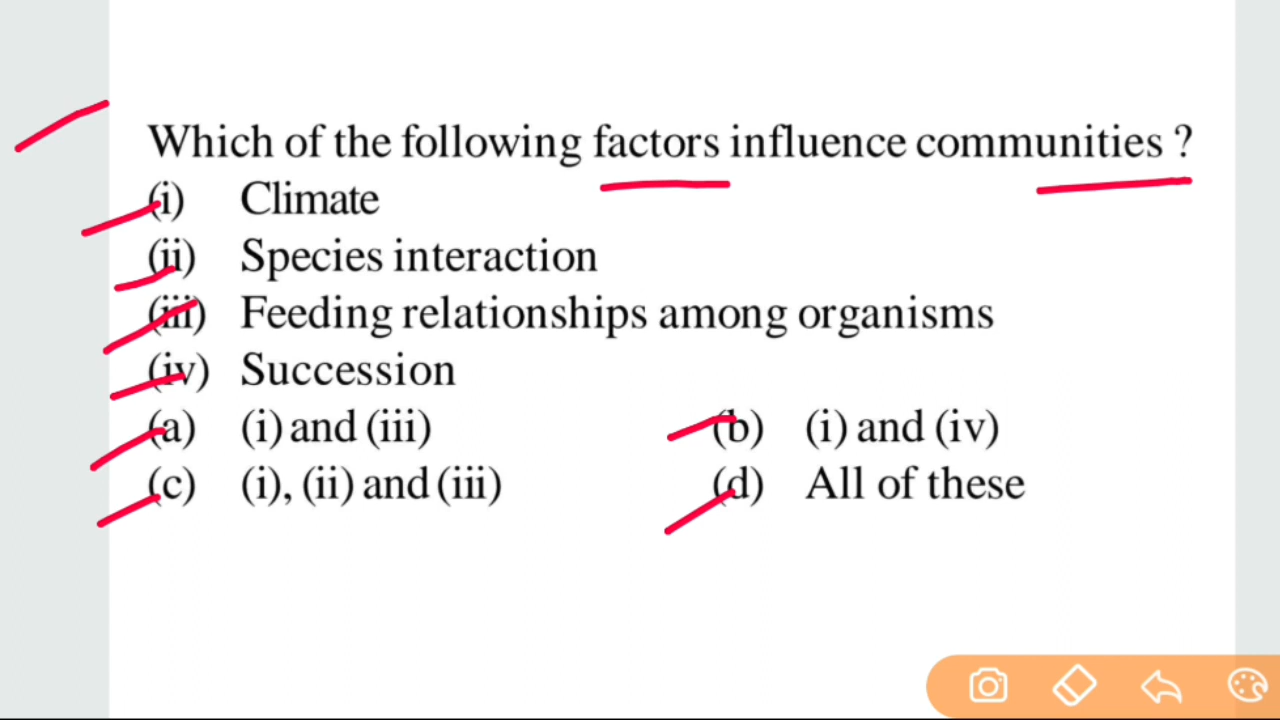 Which of the following factors influence communities ?
(i) Climate
(ii) Species interaction
(iii) Feeding relationships among organisms
(iv) Succession
(a) (i) and (iii) (b) (i) and (iv)
(c) (i), (ii) and (iii) (d) All of these